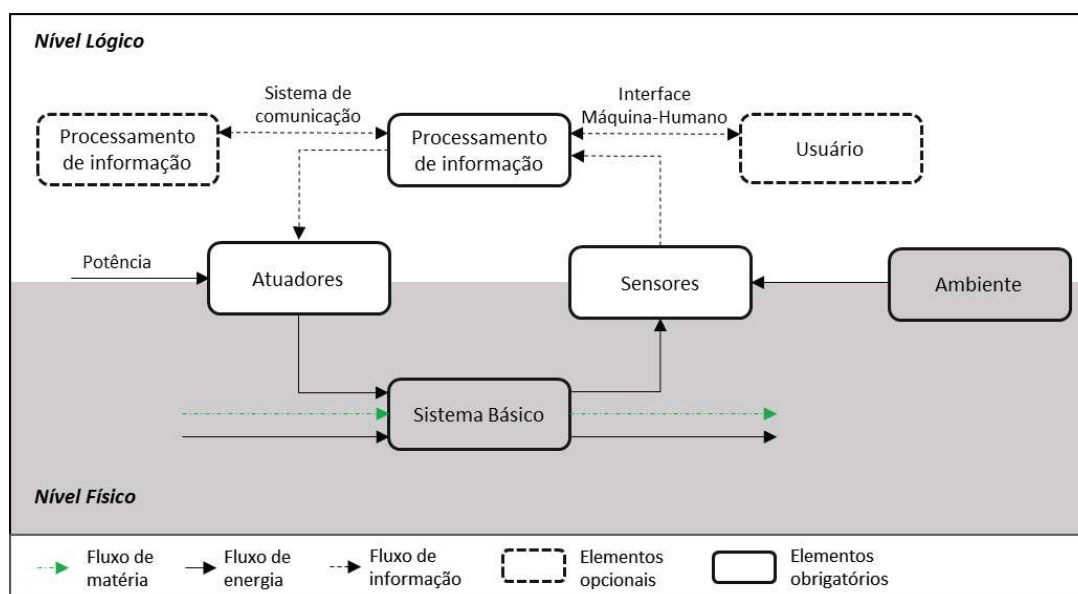 Nível Lógico
Sistema de
comunicação
Interface
Máquina-Humano
Processamento
de informação
Processamento
de informação
Usuário
Potência
Atuadores
Sensores
Ambiente
Sistema Básico
Nível Físico
Fluxo de
matéria
Fluxo de
energia
Fluxo de
informação
Elementos
opcionais
Elementos
obrigatórios